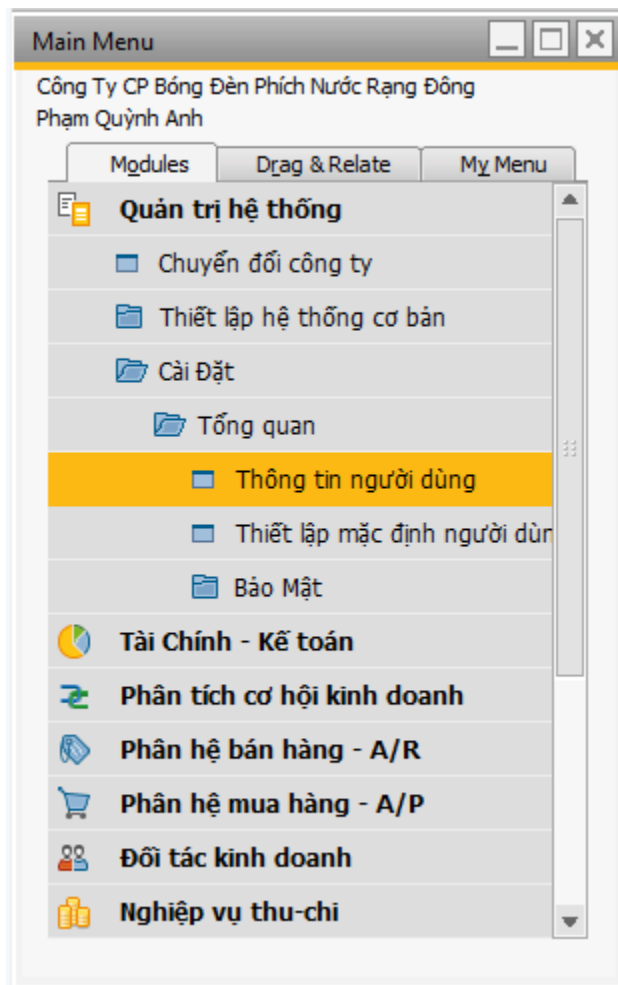 Main Menu
Công Ty CP Bóng Đèn Phích Nước Rạng Đông
Phạm Quỳnh Anh
Modules Drag & Relate My Menu
Quản trị hệ thống
Chuyển đổi công ty
Thiết lập hệ thống cơ bản
Cài Đặt
Tổng quan
Thông tin người dùng
Thiết lập mặc định người dùn
Bảo Mật
Tài Chính - Kế toán
Phân tích cơ hội kinh doanh
Phân hệ bán hàng - A/R
Phân hệ mua hàng - A/P
Đối tác kinh doanh
Nghiệp vụ thu-chi